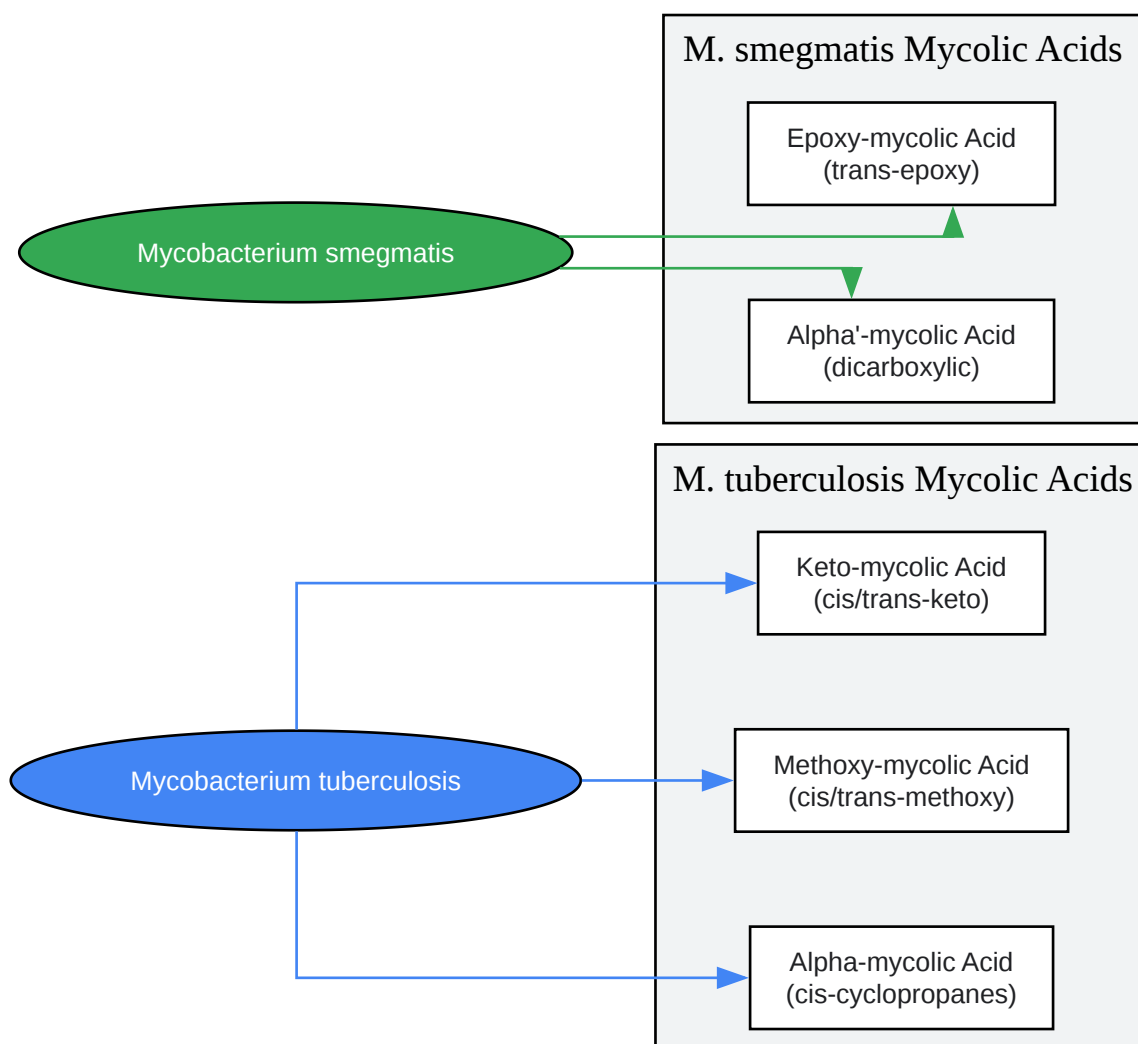 M. smegmatis Mycolic Acids
Epoxy-mycolic Acid
(trans-epoxy)
Mycobacterium smegmatis
Alpha'-mycolic Acid
(dicarboxylic)
M. tuberculosis Mycolic Acids
Keto-mycolic Acid
(cis/trans-keto)
Mycobacterium tuberculosis
Methoxy-mycolic Acid
(cis/trans-methoxy)
Alpha-mycolic Acid
(cis-cyclopropanes)